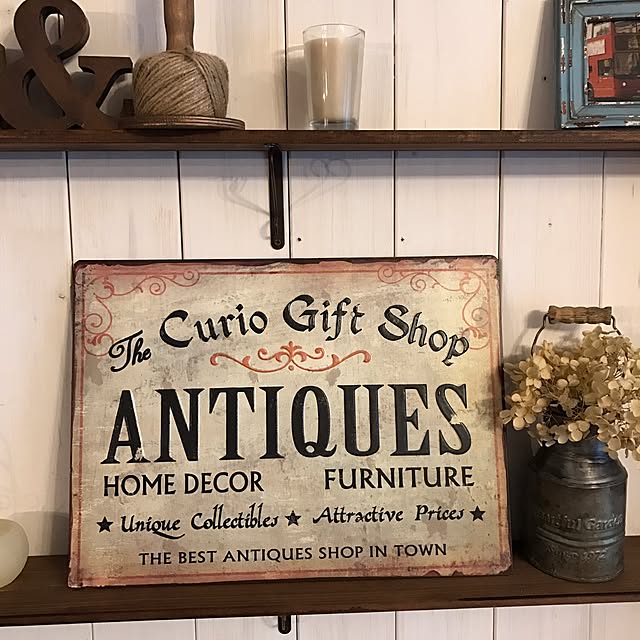 &
The Curio Gift Shop
ANTIQUES
HOME DECOR FURNITURE
★ Unique Collectibles ★ Attractive Prices ★
THE BEST ANTIQUES SHOP IN TOWN